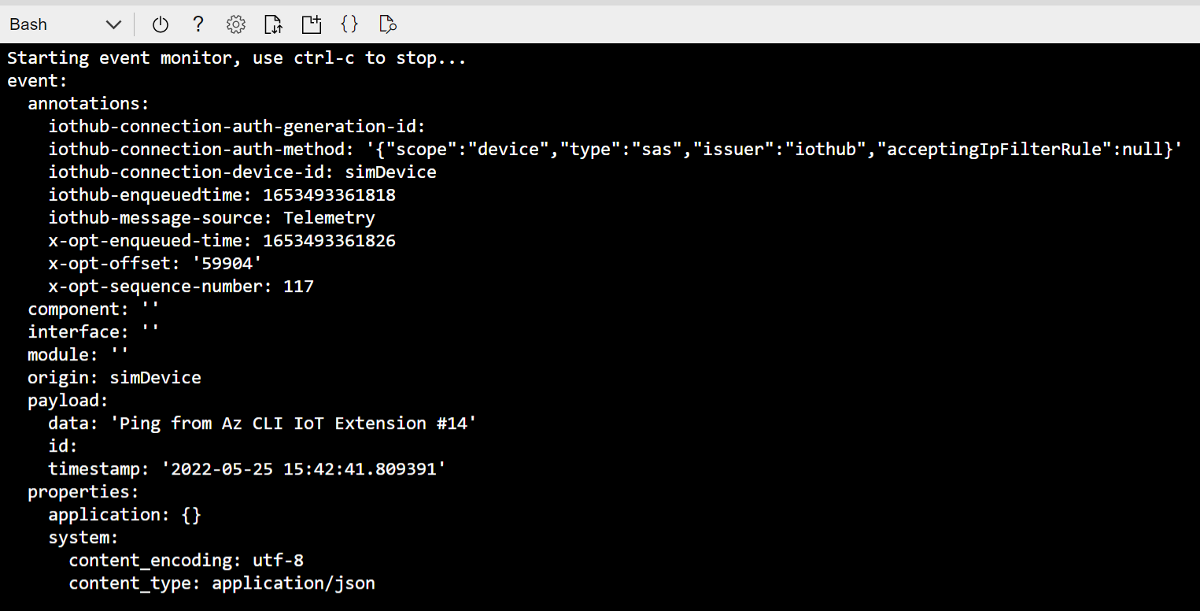 Bash
?
{}
Starting event monitor, use ctrl-c to stop...
event:
  annotations:
    iothub-connection-auth-generation-id:
    iothub-connection-auth-method: '{"scope":"device","type":"sas","issuer":"iothub","acceptingIpFilterRule":null}'
    iothub-connection-device-id: simDevice
    iothub-enqueuedtime: 1653493361818
    iothub-message-source: Telemetry
    x-opt-enqueued-time: 1653493361826
    x-opt-offset: '59904'
    x-opt-sequence-number: 117
  component: ''
  interface: ''
  module: ''
  origin: simDevice
  payload:
    data: 'Ping from Az CLI IoT Extension #14'
    id:
    timestamp: '2022-05-25 15:42:41.809391'
  properties:
    application: {}
    system:
      content_encoding: utf-8
      content_type: application/json